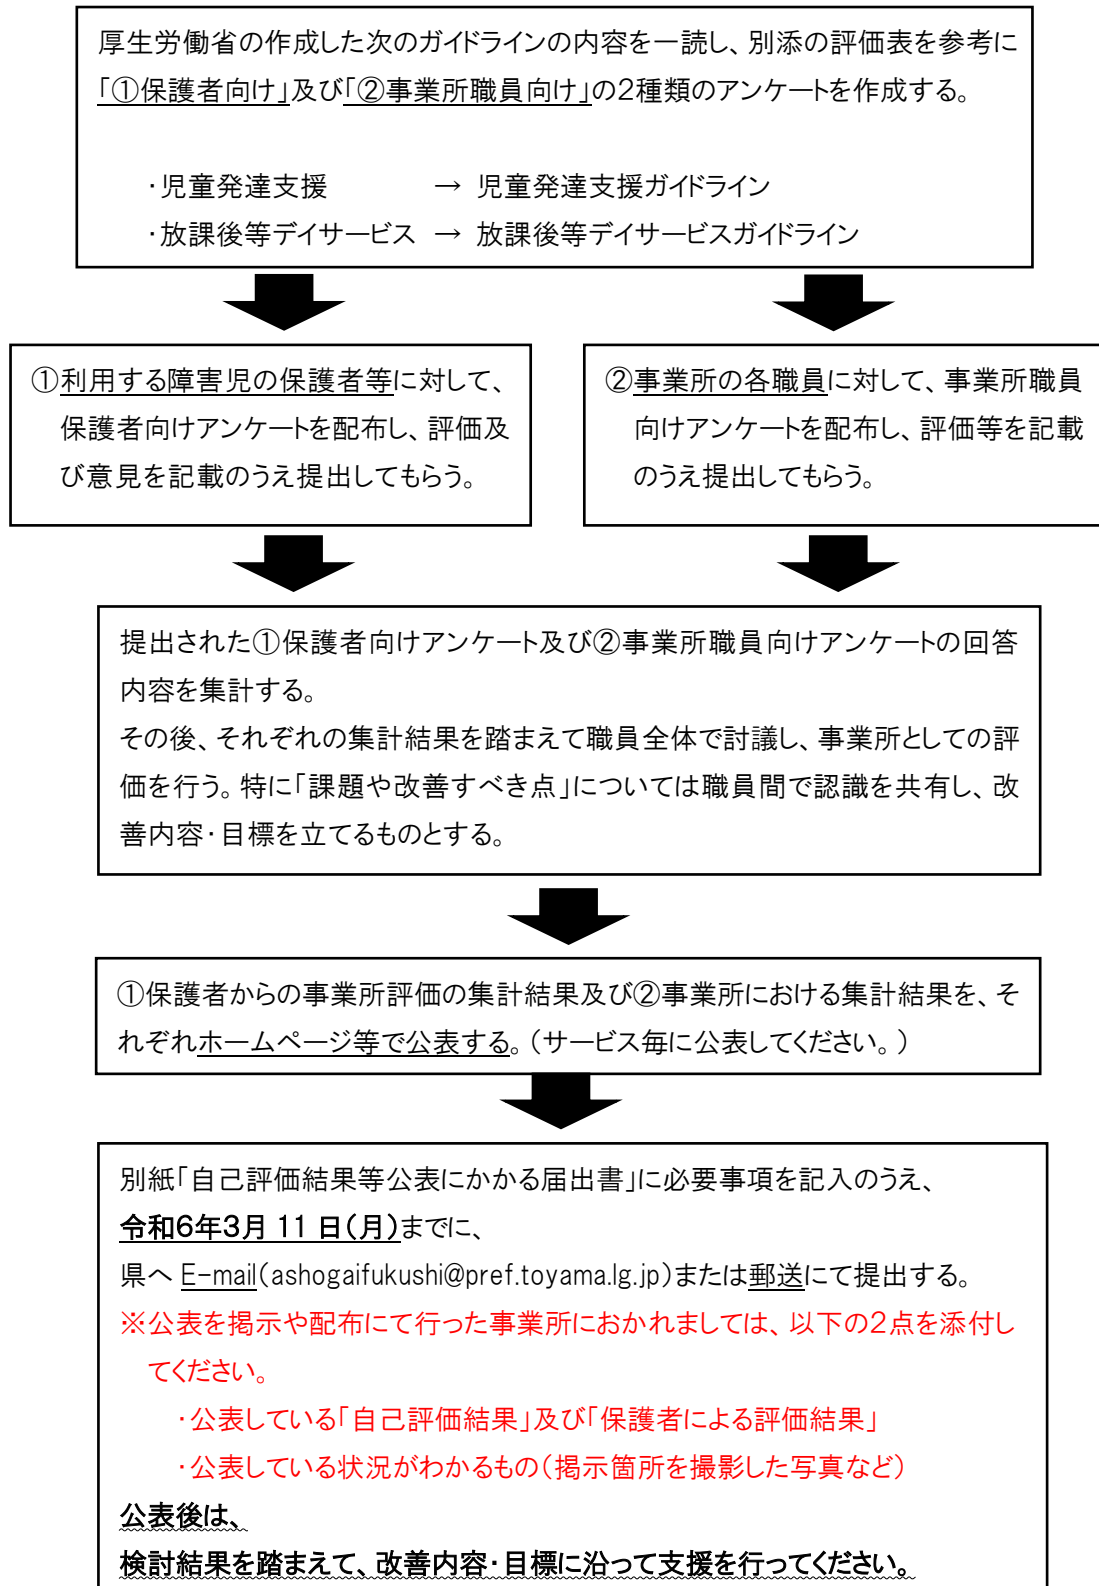 厚生労働省の作成した次のガイドラインの内容を一読し、別添の評価表を参考に
「①保護者向け」及び「②事業所職員向け」の2種類のアンケートを作成する。
・児童発達支援 → 児童発達支援ガイドライン
・放課後等デイサービス → 放課後等デイサービスガイドライン
①利用する障害児の保護者等に対して、
保護者向けアンケートを配布し、評価及
び意見を記載のうえ提出してもらう。
②事業所の各職員に対して、事業所職員
向けアンケートを配布し、評価等を記載
のうえ提出してもらう。
提出された①保護者向けアンケート及び②事業所職員向けアンケートの回答
内容を集計する。
その後、それぞれの集計結果を踏まえて職員全体で討議し、事業所としての評
価を行う。特に「課題や改善すべき点」については職員間で認識を共有し、改
善内容・目標を立てるものとする。
①保護者からの事業所評価の集計結果及び②事業所における集計結果を、そ
れぞれホームページ等で公表する。（サービス毎に公表してください。）
別紙「自己評価結果等公表にかかる届出書」に必要事項を記入のうえ、
令和6年3月 11 日（月）までに、
県へ E-mail（ashogaifukushi@pref.toyama.lg.jp）または郵送にて提出する。
※公表を掲示や配布にて行った事業所におかれましては、以下の2点を添付し
てください。
・公表している「自己評価結果」及び「保護者による評価結果」
・公表している状況がわかるもの（掲示箇所を撮影した写真など）
公表後は、
検討結果を踏まえて、改善内容・目標に沿って支援を行ってください。